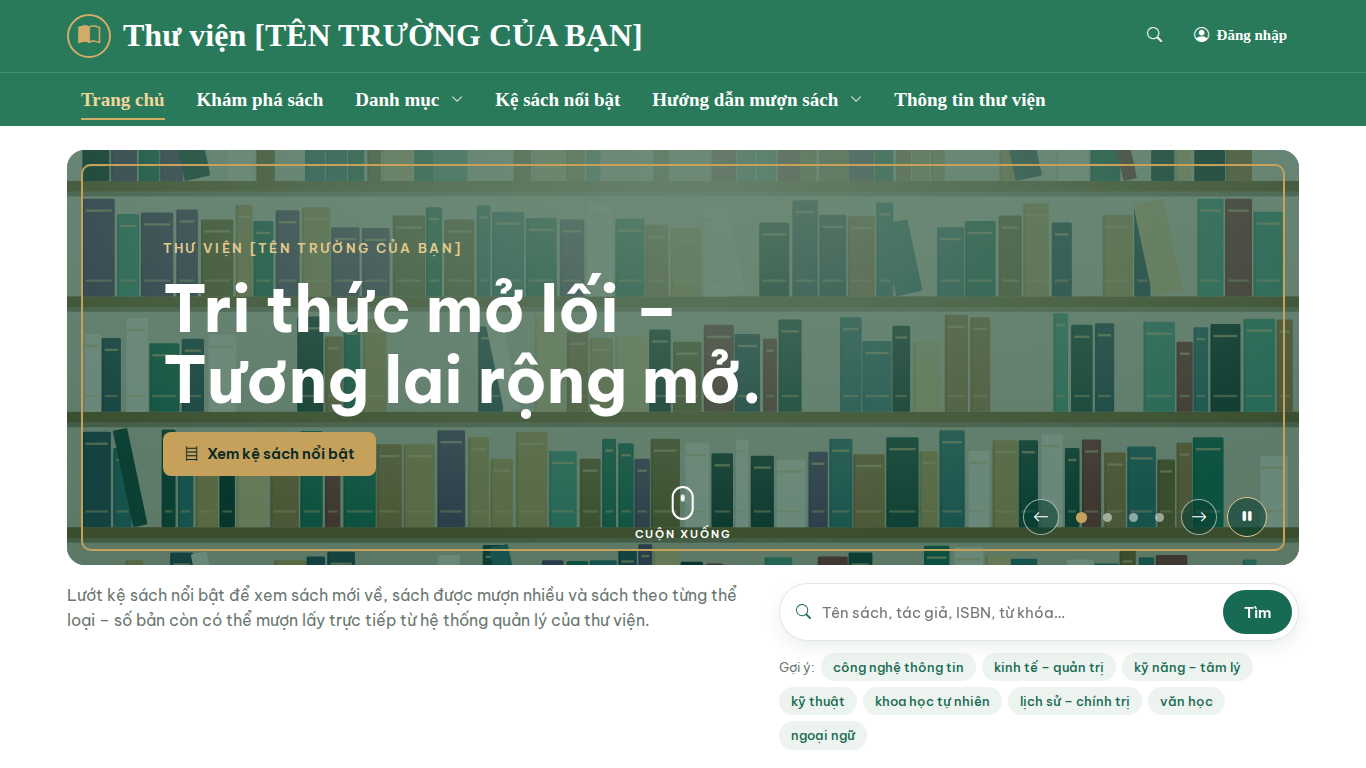 Thư viện [TÊN TRƯỜNG CỦA BẠN]
Đăng nhập
Trang chủ
Khám phá sách
Danh mục
Kệ sách nổi bật
Hướng dẫn mượn sách
Thông tin thư viện
THƯ VIỆN [TÊN TRƯỜNG CỦA BẠN]
Tri thức mở lối –
Tương lai rộng mở.
Xem kệ sách nổi bật
CUỘN XUỐNG
Lướt kệ sách nổi bật để xem sách mới về, sách được mượn nhiều và sách theo từng thể
loại – số bản còn có thể mượn lấy trực tiếp từ hệ thống quản lý của thư viện.
Tên sách, tác giả, ISBN, từ khóa...
Tìm
Gợi ý: công nghệ thông tin kinh tế – quản trị kỹ năng – tâm lý
kỹ thuật khoa học tự nhiên lịch sử – chính trị văn học
ngoại ngữ